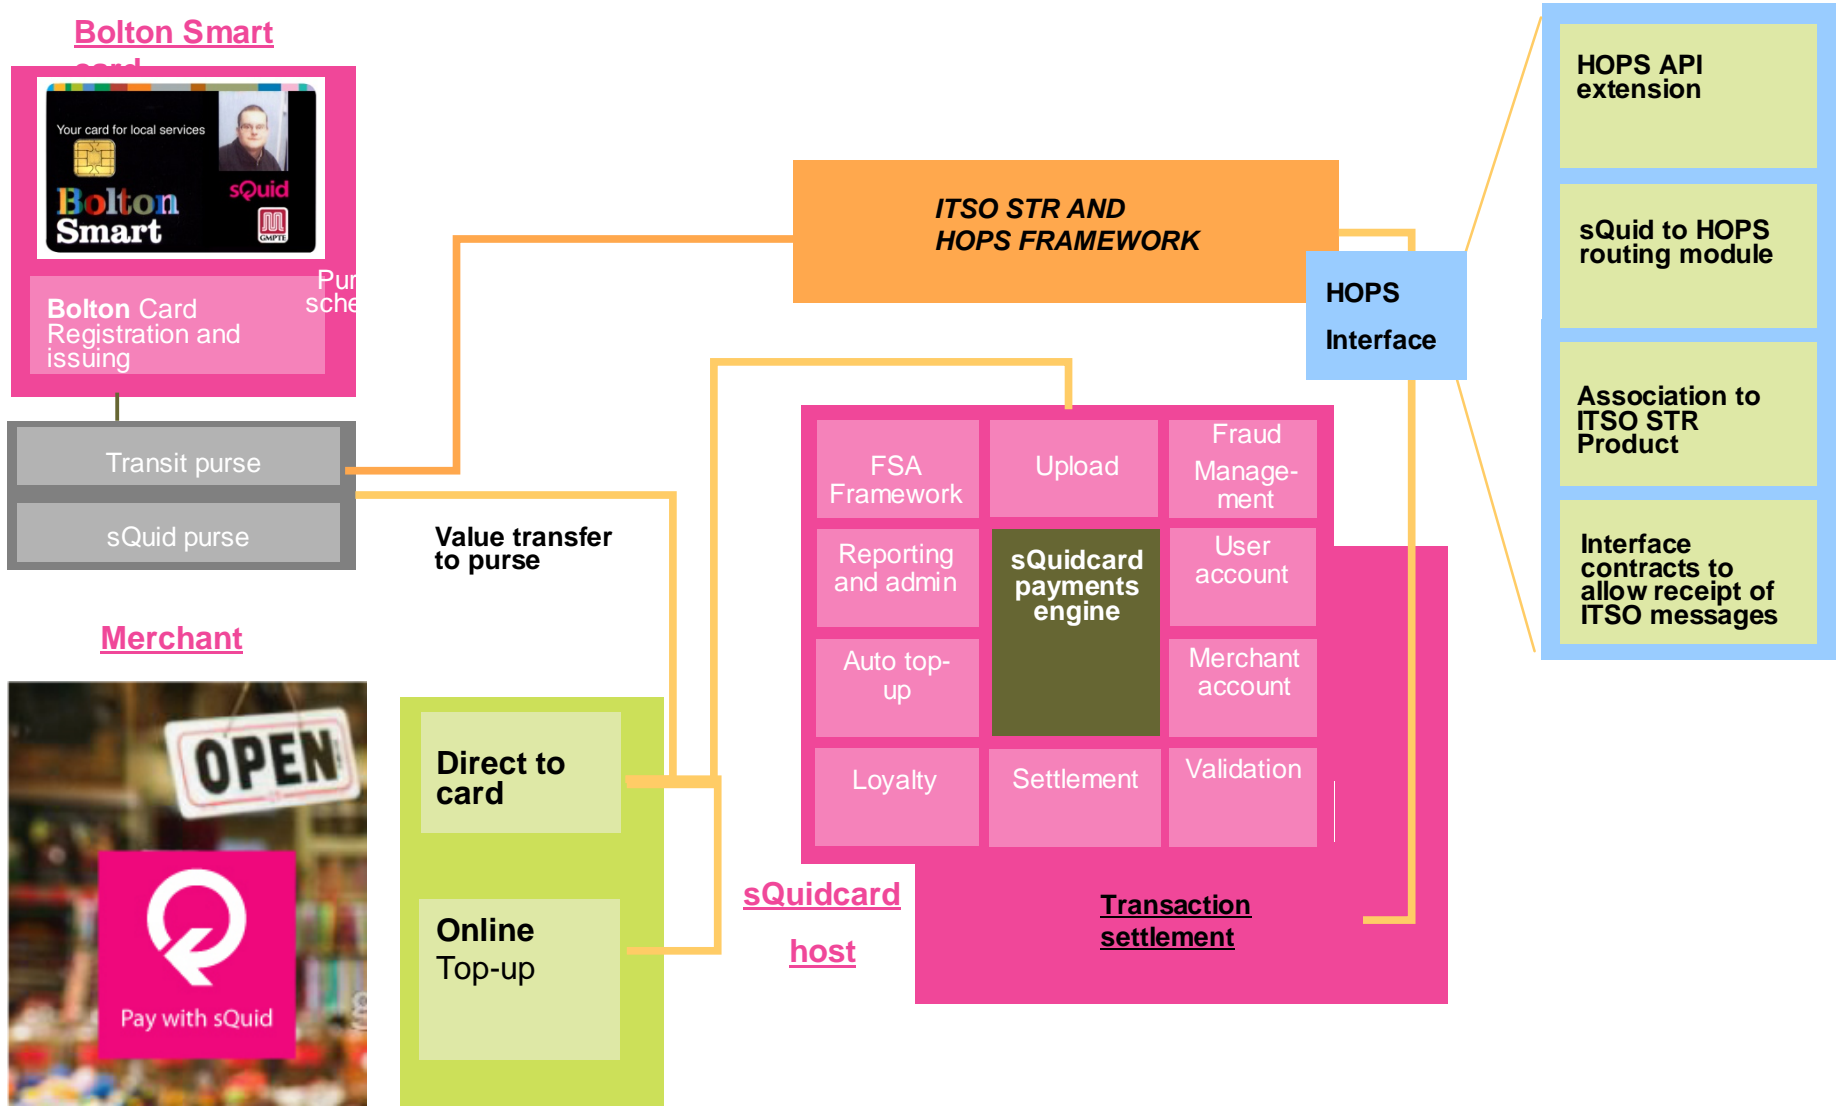 Bolton Smart
card
Your card for local services
sQuid
Bolton
Smart
GMPTE
Bolton Card
Registration and
issuing
Transit purse
sQuid purse
Value transfer
to purse
Merchant
OPEN
Pay with sQuid
Direct to
card
Online
Top-up
ITSO STR AND
HOPS FRAMEWORK
HOPS
Interface
FSA
Framework
Upload
Fraud
Manage-
ment
Reporting
and admin
sQuidcard
payments
engine
User
account
Auto top-
up
Merchant
account
Loyalty
Settlement
Validation
sQuidcard
host
Transaction
settlement
HOPS API
extension
sQuid to HOPS
routing module
Association to
ITSO STR
Product
Interface
contracts to
allow receipt of
ITSO messages